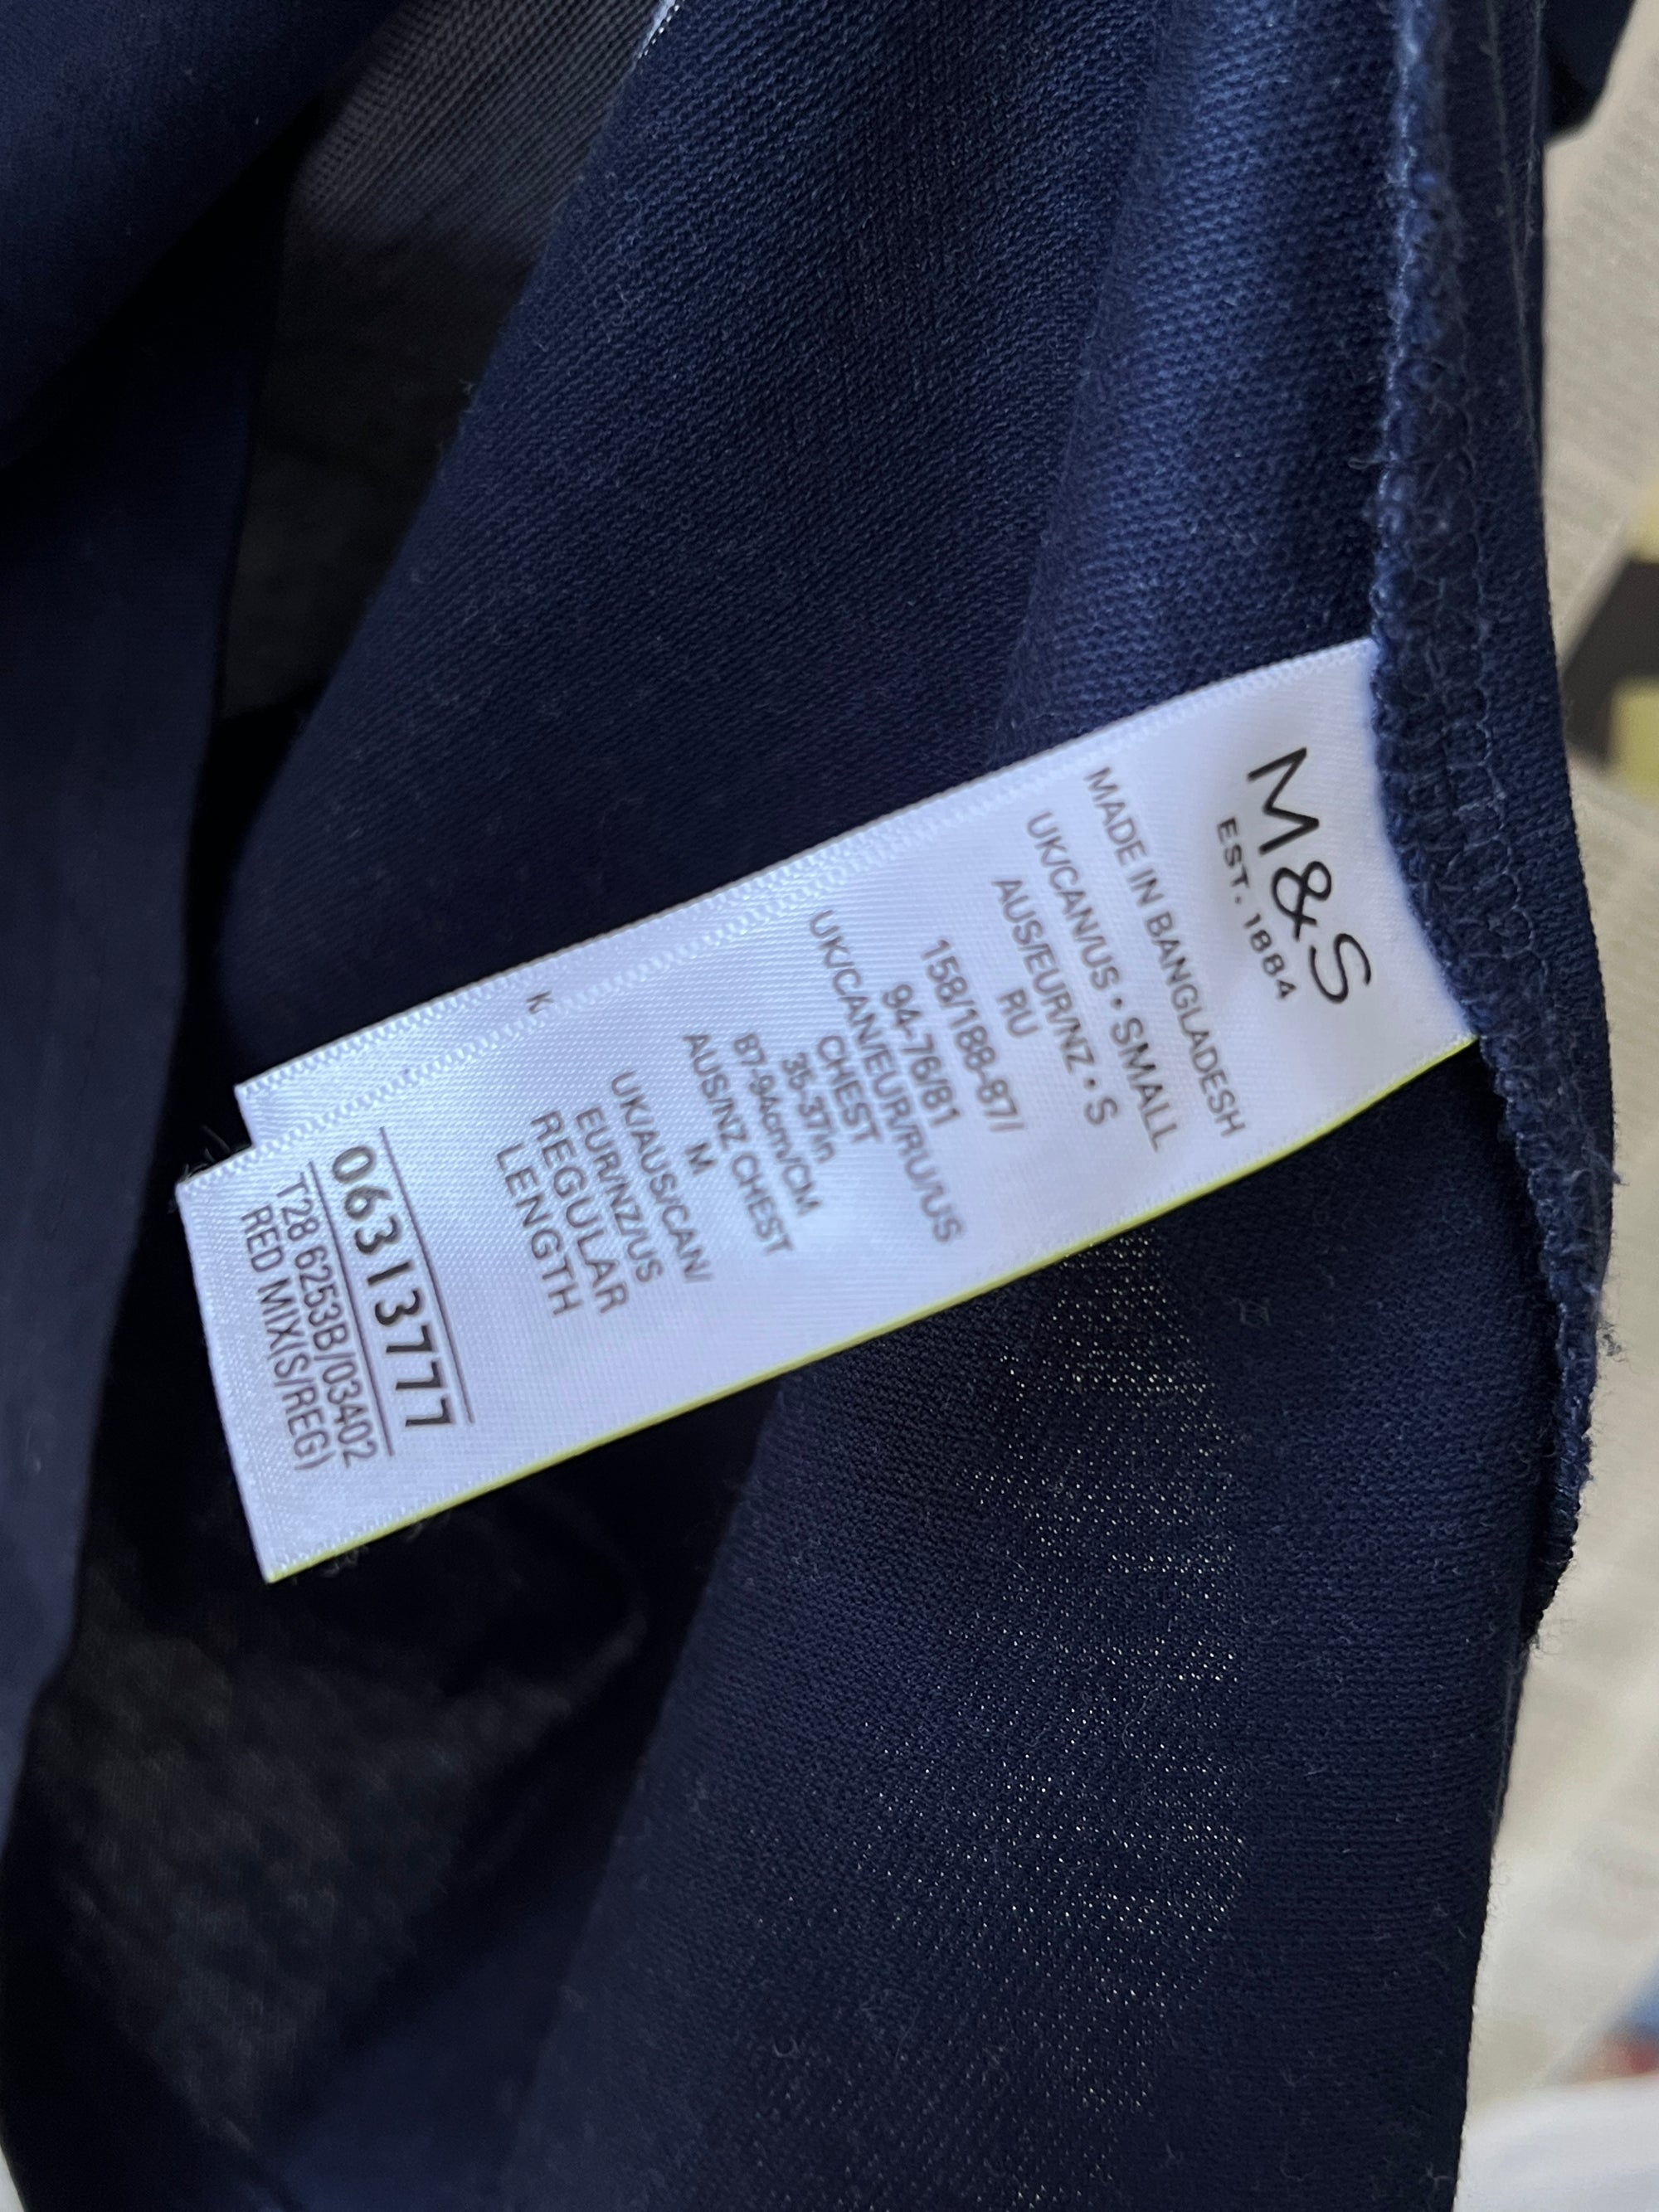 M&S
EST. 1884
MADE IN BANGLADESH
UK/CAN/US • SMALL
AUS/EUR/NZ • S
RU
158/188-87/
94-76/81
UK/CAN/EUR/RU/US
CHEST
35-37in
87-94cm/CM
AUS/NZ CHEST
M
UK/AUS/CAN/
EUR/NZ/US
REGULAR
LENGTH
K
06313777
T28 6253B/03402
RED MIX(S/REG)